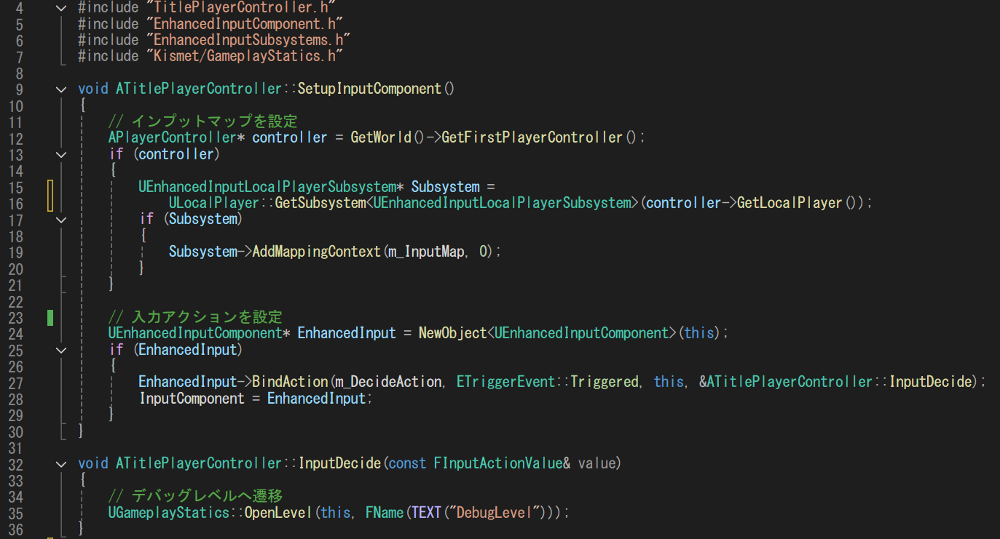 4 #include "TitlePlayerController.h"
5 #include "EnhancedInputComponent.h"
6 #include "EnhancedInputSubsystems.h"
7 #include "Kismet/GameplayStatics.h"
8
9 void ATitlePlayerController::SetupInputComponent()
10 {
11 // インプットマップを設定
12 APlayerController* controller = GetWorld()->GetFirstPlayerController();
13 if (controller)
14 {
15 UEnhancedInputLocalPlayerSubsystem* Subsystem =
16 ULocalPlayer::GetSubsystem<UEnhancedInputLocalPlayerSubsystem>(controller->GetLocalPlayer());
17 if (Subsystem)
18 {
19 Subsystem->AddMappingContext(m_InputMap, 0);
20 }
21 }
22
23 // 入力アクションを設定
24 UEnhancedInputComponent* EnhancedInput = NewObject<UEnhancedInputComponent>(this);
25 if (EnhancedInput)
26 {
27 EnhancedInput->BindAction(m_DecideAction, ETriggerEvent::Triggered, this, &ATitlePlayerController::InputDecide);
28 InputComponent = EnhancedInput;
29 }
30 }
31
32 void ATitlePlayerController::InputDecide(const FInputActionValue& value)
33 {
34 // デバッグレベルへ遷移
35 UGameplayStatics::OpenLevel(this, FName(TEXT("DebugLevel")));
36 }